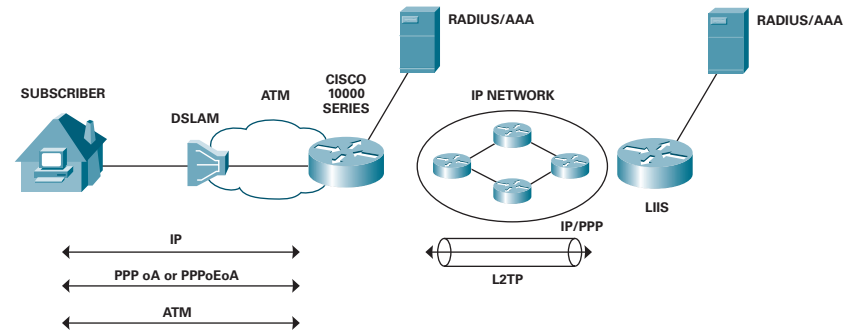 RADIUS/AAA
RADIUS/AAA
SUBSCRIBER
DSLAM
ATM
CISCO
10000
SERIES
IP NETWORK
LIIS
IP/PPP
L2TP
IP
PPP oA or PPPoEoA
ATM